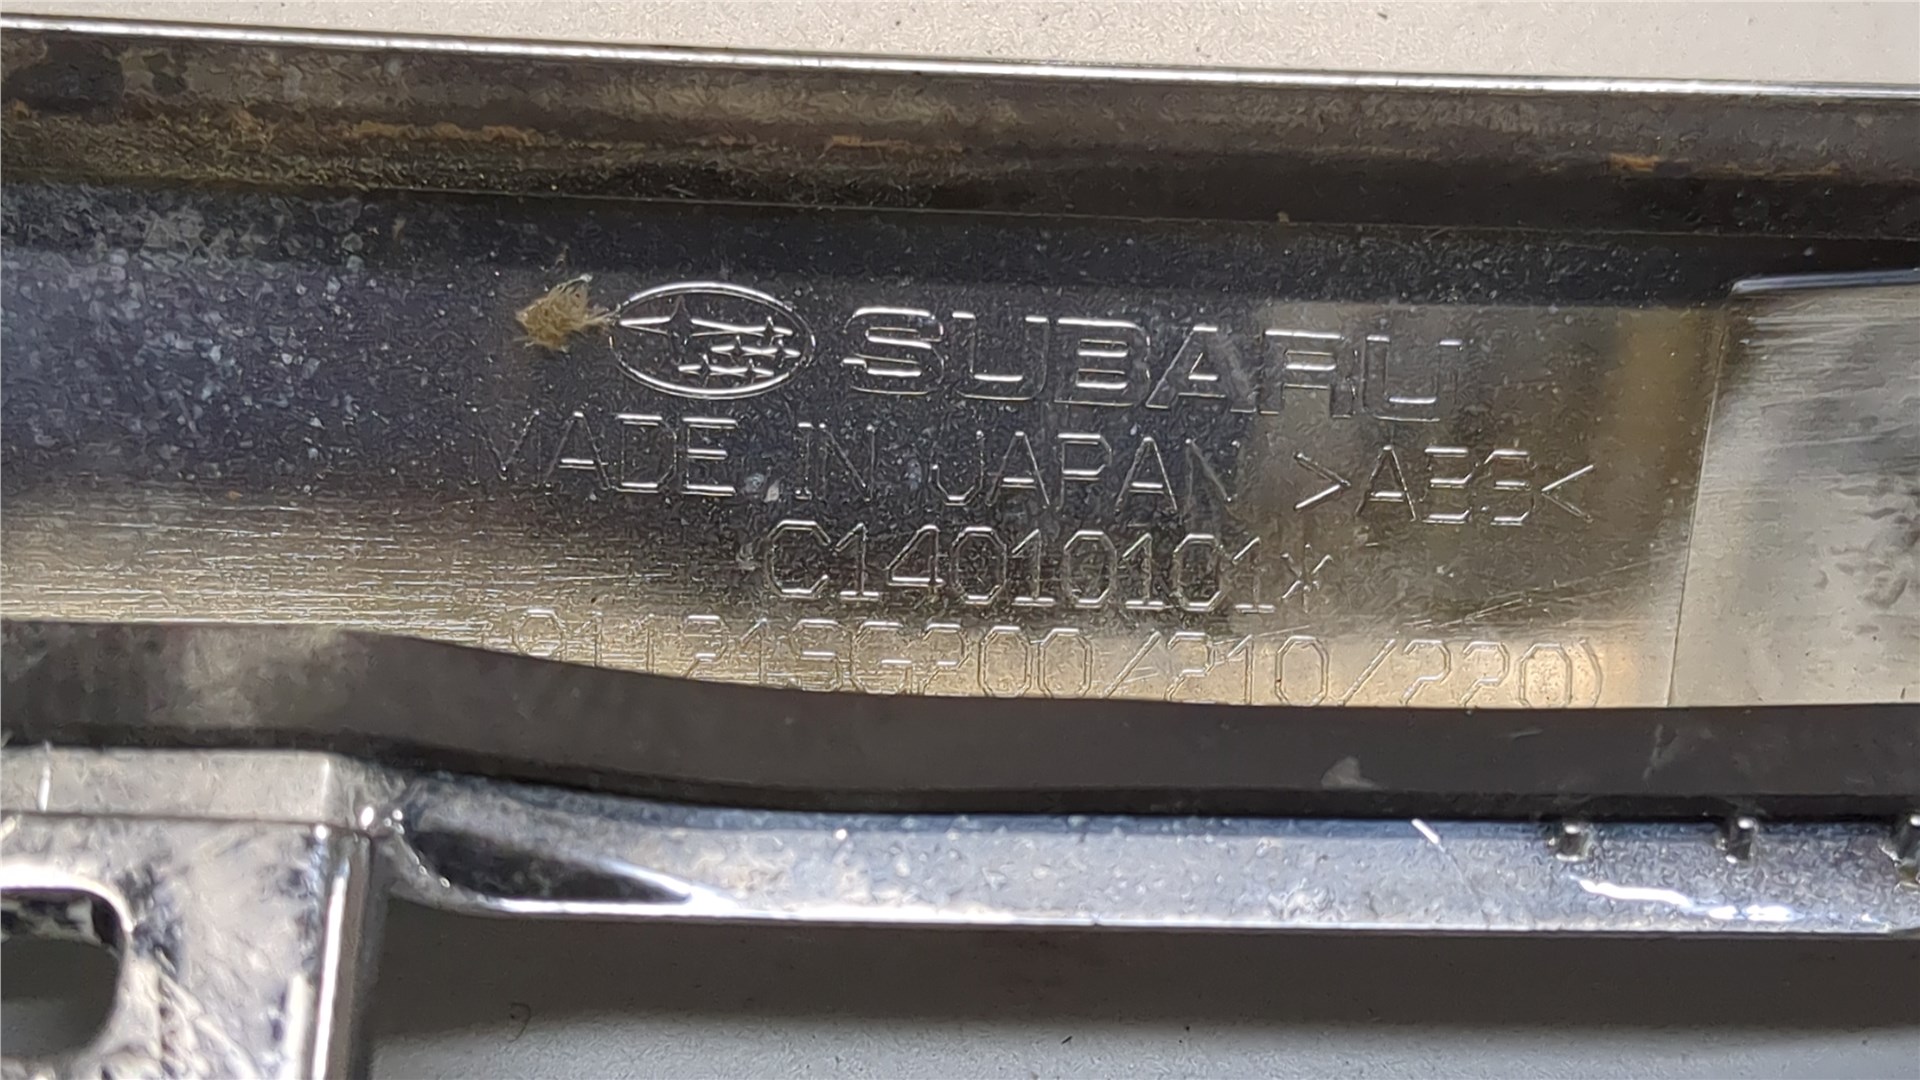 SUBARU
MADE IN JAPAN >ABS<
C14010101*
(91121SG200/210/220)